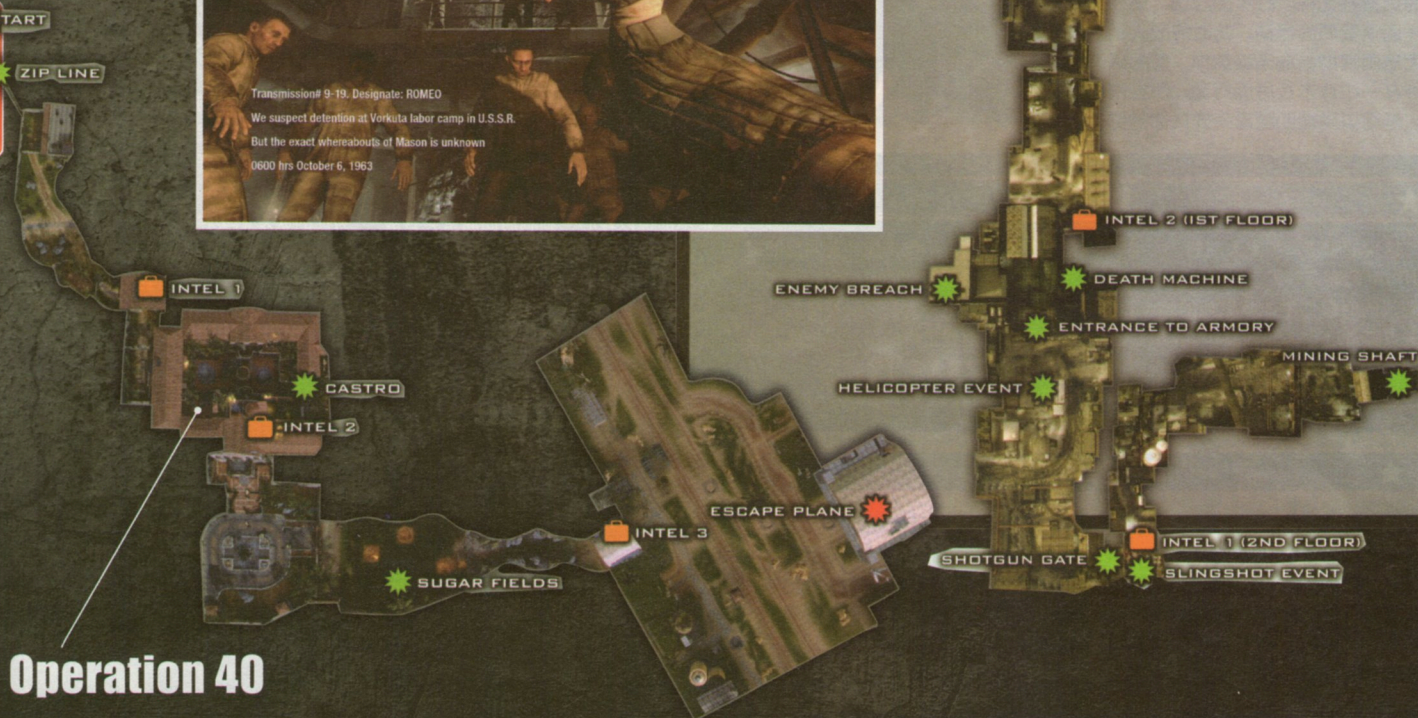 TART
ZIP LINE
Transmission# 9-19. Designate: ROMEO
We suspect detention at Vorkuta labor camp in U.S.S.R.
But the exact whereabouts of Mason is unknown
0600 hrs October 6, 1963
INTEL 1
CASTRO
INTEL 2
SUGAR FIELDS
INTEL 3
ESCAPE PLANE
Operation 40
INTEL 2 (1ST FLOOR)
ENEMY BREACH
DEATH MACHINE
ENTRANCE TO ARMORY
HELICOPTER EVENT
MINING SHAFT
SHOTGUN GATE
INTEL 1 (2ND FLOOR)
SLINGSHOT EVENT